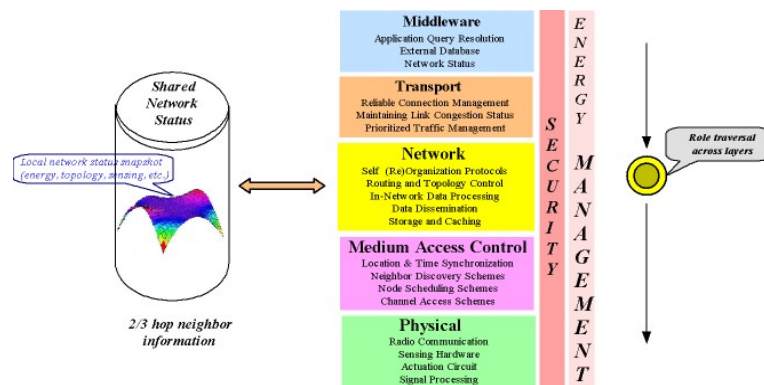 Shared
Network
Status
Local network status snapshot
(energy, topology, sensing, etc.)
2/3 hop neighbor
information
Middleware
Application Query Resolution
External Database
Network Status
Transport
Reliable Connection Management
Maintaining Link Congestion Status
Prioritized Traffic Management
Network
Self (Re)Organization Protocols
Routing and Topology Control
In-Network Data Processing
Data Dissemination
Storage and Caching
Medium Access Control
Location & Time Synchronization
Neighbor Discovery Schemes
Node Scheduling Schemes
Channel Access Schemes
Physical
Radio Communication
Sensing Hardware
Actuation Circuit
Signal Processing
SECURITY
ENERGY MANAGEMENT
Role traversal
across layers